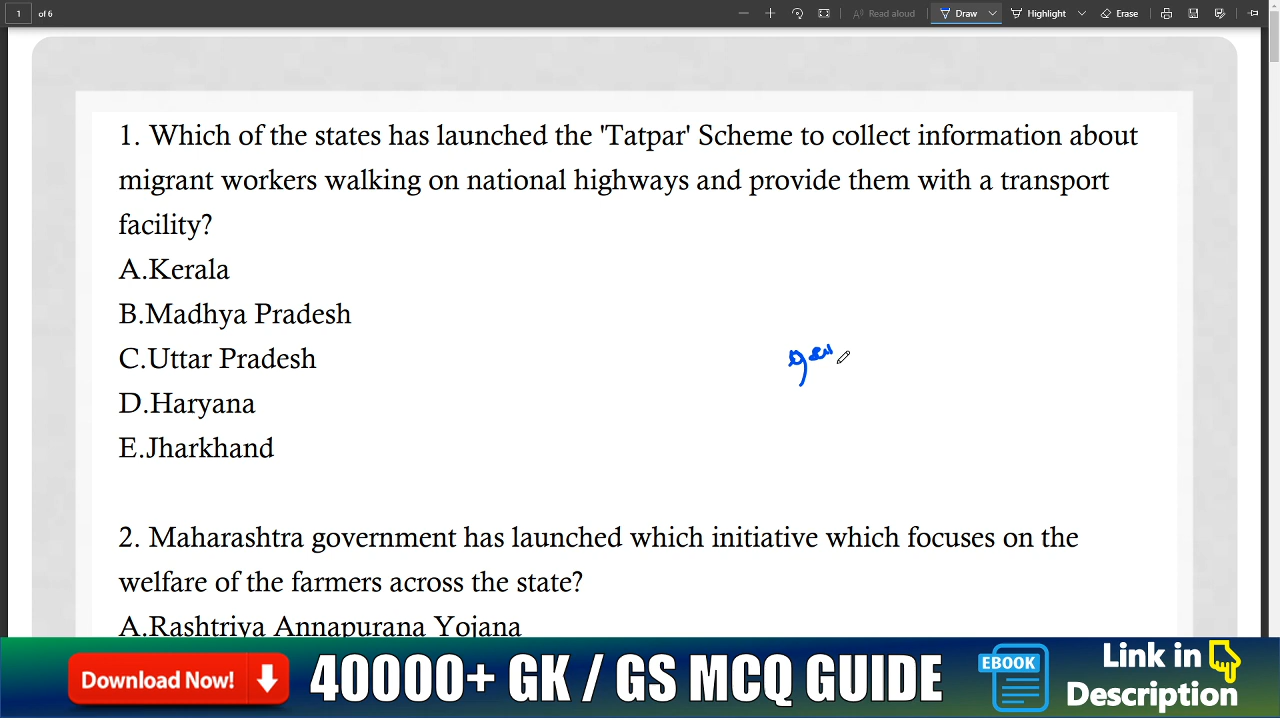 1 of 6 Read aloud Draw Highlight Erase
1. Which of the states has launched the 'Tatpar' Scheme to collect information about
migrant workers walking on national highways and provide them with a transport
facility?
A.Kerala
B.Madhya Pradesh
C.Uttar Pradesh
D.Haryana
E.Jharkhand
2. Maharashtra government has launched which initiative which focuses on the
welfare of the farmers across the state?
A.Rashtriya Annapurana Yojana
Download Now! 40000+ GK / GS MCQ GUIDE EBOOK Link in
Description